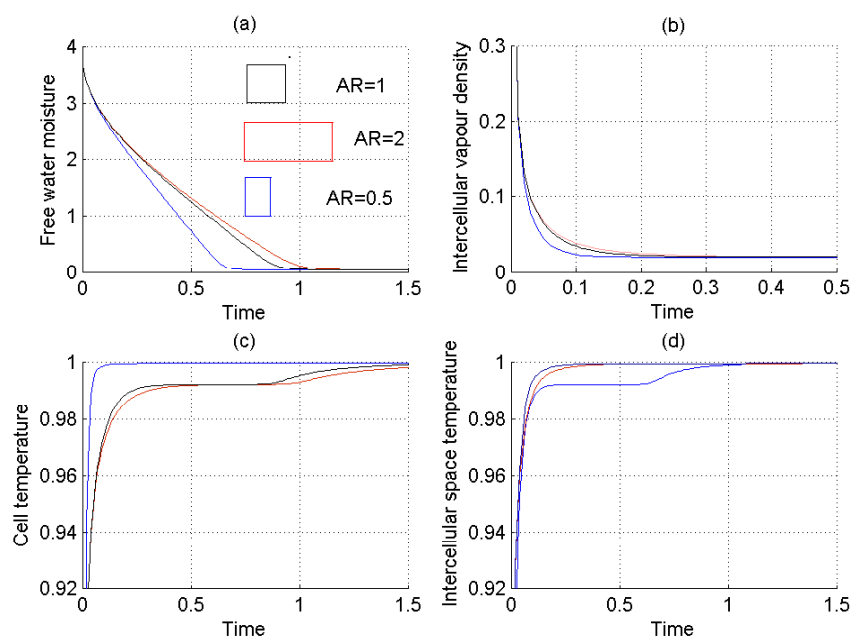 (a)
4
3
2
1
0
0
0.5
1
1.5
Free water moisture
Time
AR=1
AR=2
AR=0.5
(b)
0.3
0.2
0.1
0
0
0.1
0.2
0.3
0.4
0.5
Intercellular vapour density
Time
(c)
1
0.98
0.96
0.94
0.92
0
0.5
1
1.5
Cell temperature
Time
(d)
1
0.98
0.96
0.94
0.92
0
0.5
1
1.5
Intercellular space temperature
Time